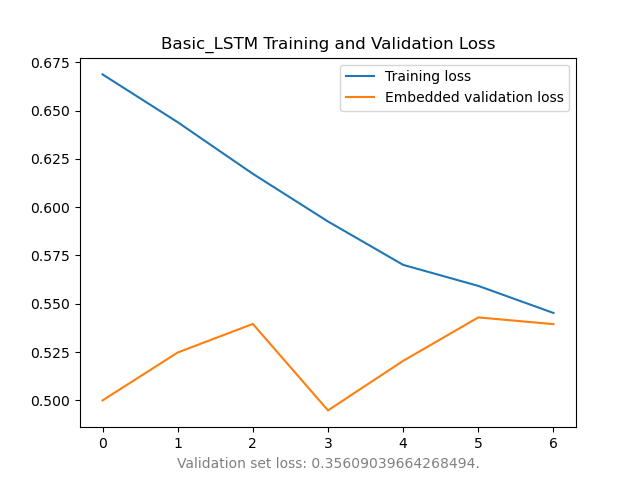 Basic_LSTM Training and Validation Loss
0.675
0.650
0.625
0.600
0.575
0.550
0.525
0.500
Training loss
Embedded validation loss
0 1 2 3 4 5 6
Validation set loss: 0.35609039664268494.